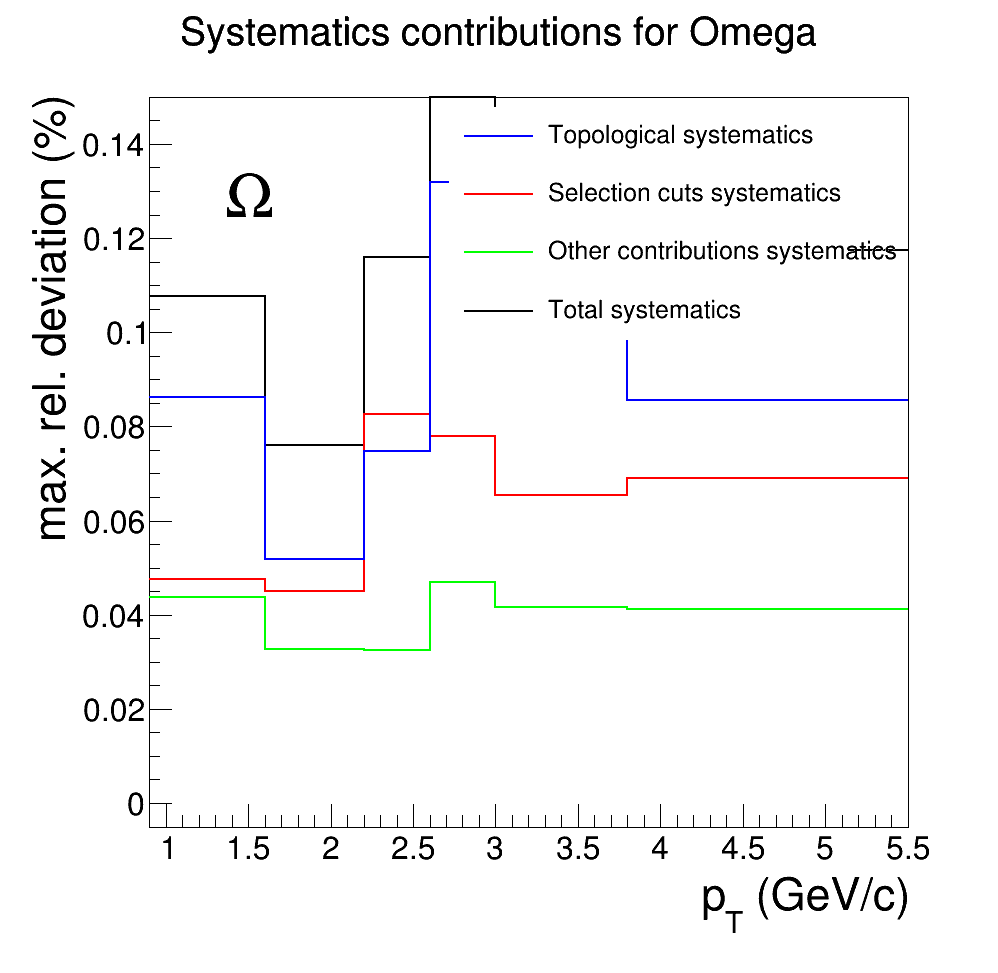 Systematics contributions for Omega
max. rel. deviation (%)
Ω
0.14
0.12
0.1
0.08
0.06
0.04
0.02
0
Topological systematics
Selection cuts systematics
Other contributions systematics
Total systematics
1 1.5 2 2.5 3 3.5 4 4.5 5 5.5
p_T (GeV/c)